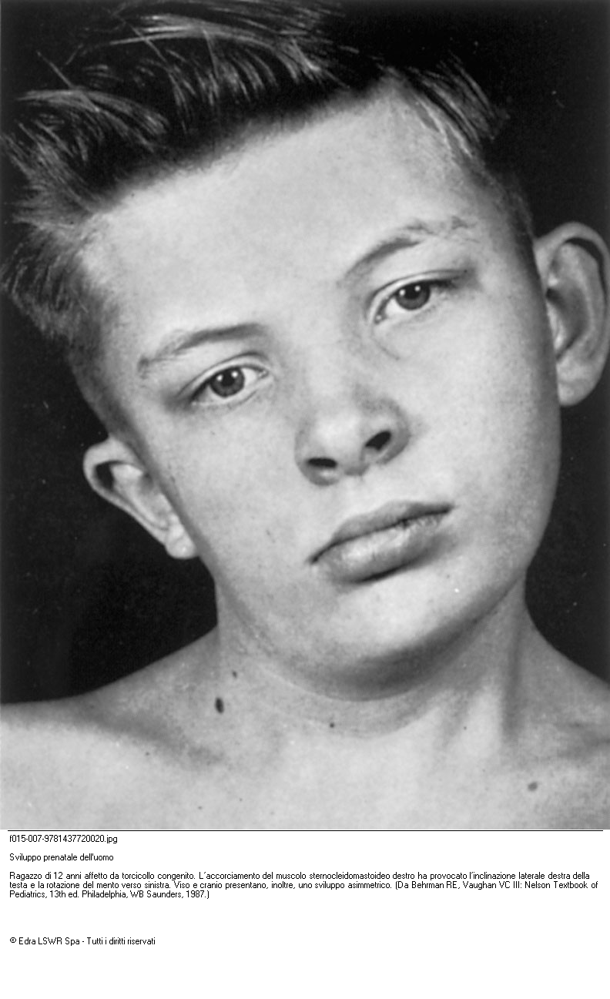 f015-007-9781437720020.jpg
Sviluppo prenatale dell'uomo
Ragazzo di 12 anni affetto da torcicollo congenito. L'accorciamento del muscolo sternocleidomastoideo destro ha provocato l'inclinazione laterale destra della
testa e la rotazione del mento verso sinistra. Viso e cranio presentano, inoltre, uno sviluppo asimmetrico. (Da Behrman RE, Vaughan VC III: Nelson Textbook of
Pediatrics, 13th ed. Philadelphia, WB Saunders, 1987.)
© Edra LSWR Spa - Tutti i diritti riservati